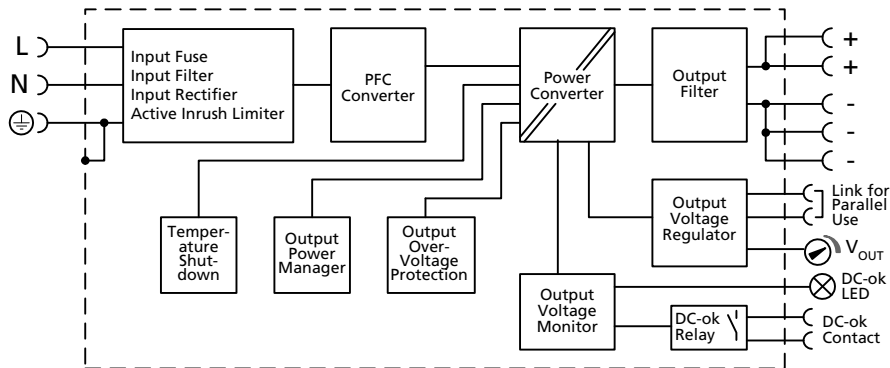 L
N
Input Fuse
Input Filter
Input Rectifier
Active Inrush Limiter
PFC
Converter
Power
Converter
Output
Filter
+
+
-
-
-
Temper-
ature
Shut-
down
Output
Power
Manager
Output
Over-
Voltage
Protection
Output
Voltage
Regulator
Link for
Parallel
Use
VOUT
Output
Voltage
Monitor
DC-ok
LED
DC-ok
Relay
DC-ok
Contact